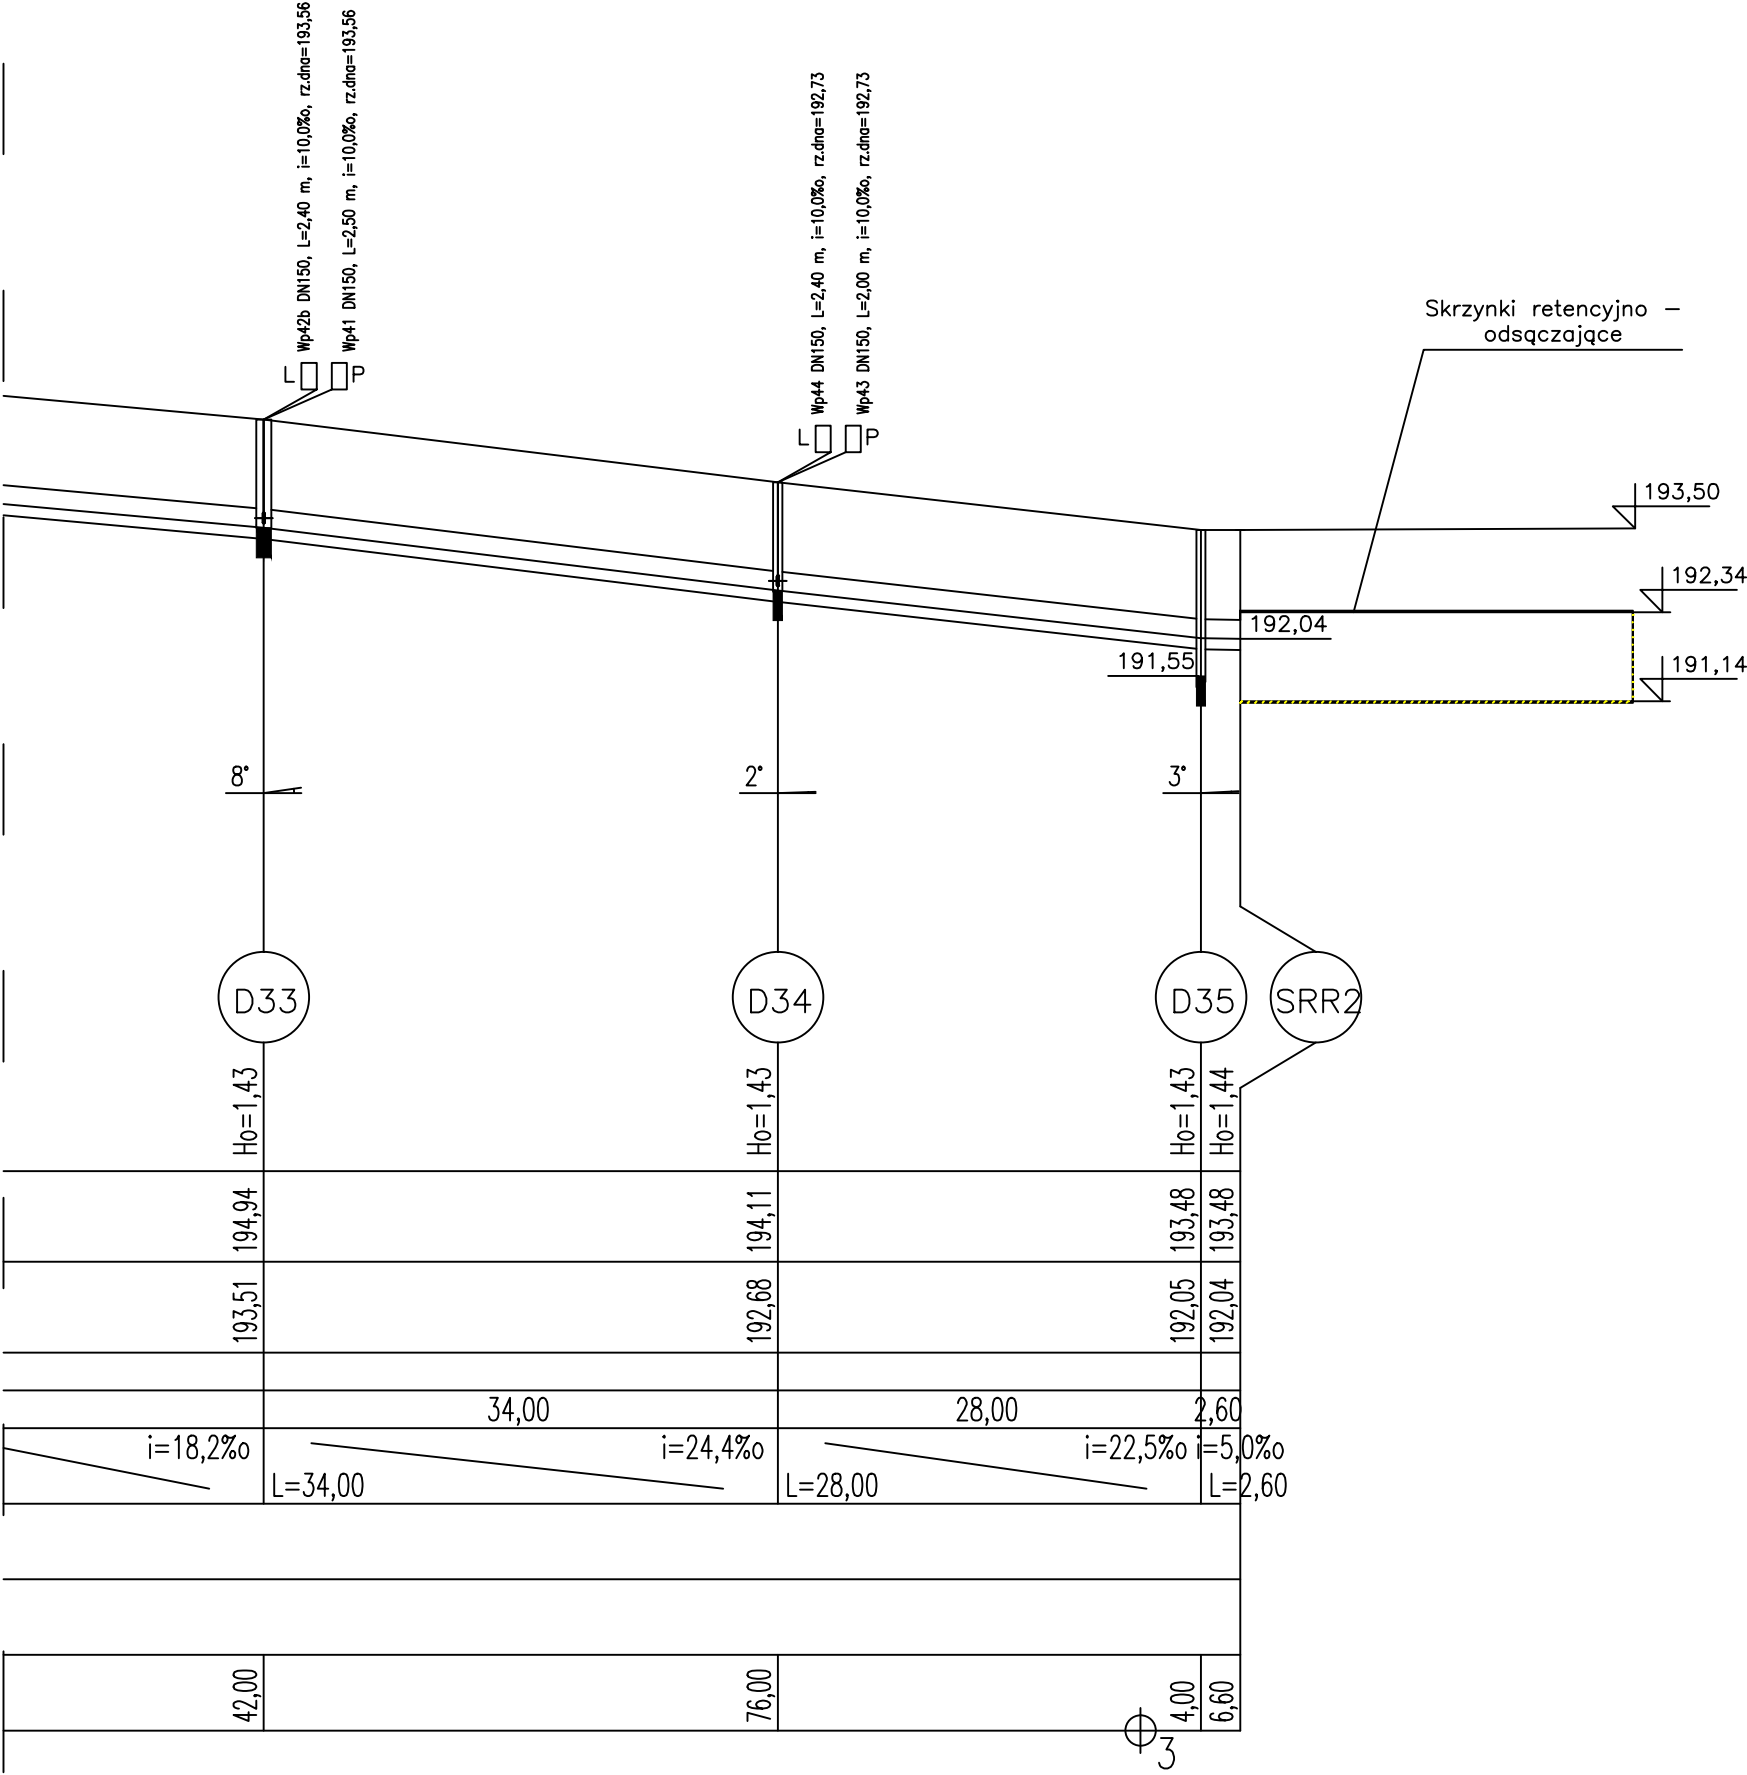 Wp42b DN150, L=2,40 m, i=10,0‰, rz.dna=193,56
Wp41 DN150, L=2,50 m, i=10,0‰, rz.dna=193,56
L
P
Wp44 DN150, L=2,40 m, i=10,0‰, rz.dna=192,73
Wp43 DN150, L=2,00 m, i=10,0‰, rz.dna=192,73
L
P
Skrzynki retencyjno –
odsączające
193,50
192,34
192,04
191,55
191,14
8°
2°
3°
D33
D34
D35
SRR2
Ho=1,43
Ho=1,43
Ho=1,43
Ho=1,44
194,94
194,11
193,48
193,48
193,51
192,68
192,05
192,04
34,00
28,00
2,60
i=18,2‰
i=24,4‰
i=22,5‰
i=5,0‰
L=34,00
L=28,00
L=2,60
42,00
76,00
4,00
6,60
3